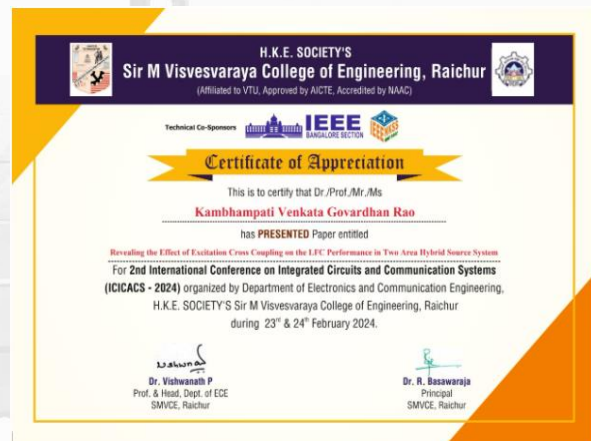 H.K.E. SOCIETY'S
Sir M Visvesvaraya College of Engineering, Raichur
(Affiliated to VTU, Approved by AICTE, Accredited by NAAC)
Technical Co-Sponsors
IEEE
BANGALORE SECTION
Certificate of Appreciation
This is to certify that Dr./Prof./Mr./Ms
Kambhampati Venkata Govardhan Rao
has PRESENTED Paper entitled
Revealing the Effect of Excitation Cross Coupling on the LFC Performance in Two Area Hybrid Source System
For 2nd International Conference on Integrated Circuits and Communication Systems
(ICICACS - 2024) organized by Department of Electronics and Communication Engineering,
H.K.E. SOCIETY'S Sir M Visvesvaraya College of Engineering, Raichur
during 23rd & 24th February 2024.
Dr. Vishwanath P
Prof. & Head, Dept. of ECE
SMVCE, Raichur
Dr. R. Basawaraja
Principal
SMVCE, Raichur